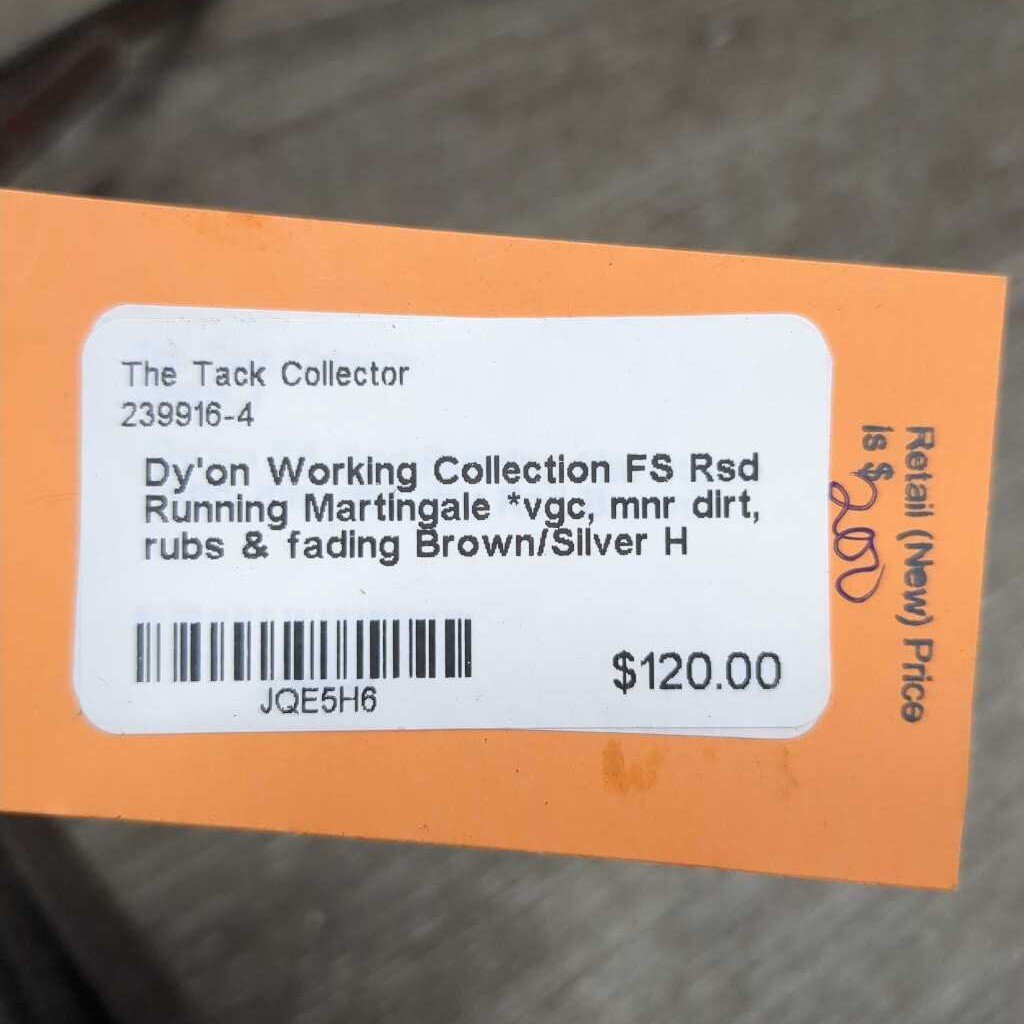 The Tack Collector
239916-4
Dy'on Working Collection FS Rsd
Running Martingale *vgc, mnr dirt,
rubs & fading Brown/Silver H
JQE5H6
$120.00
Retail (New) Price
is $200